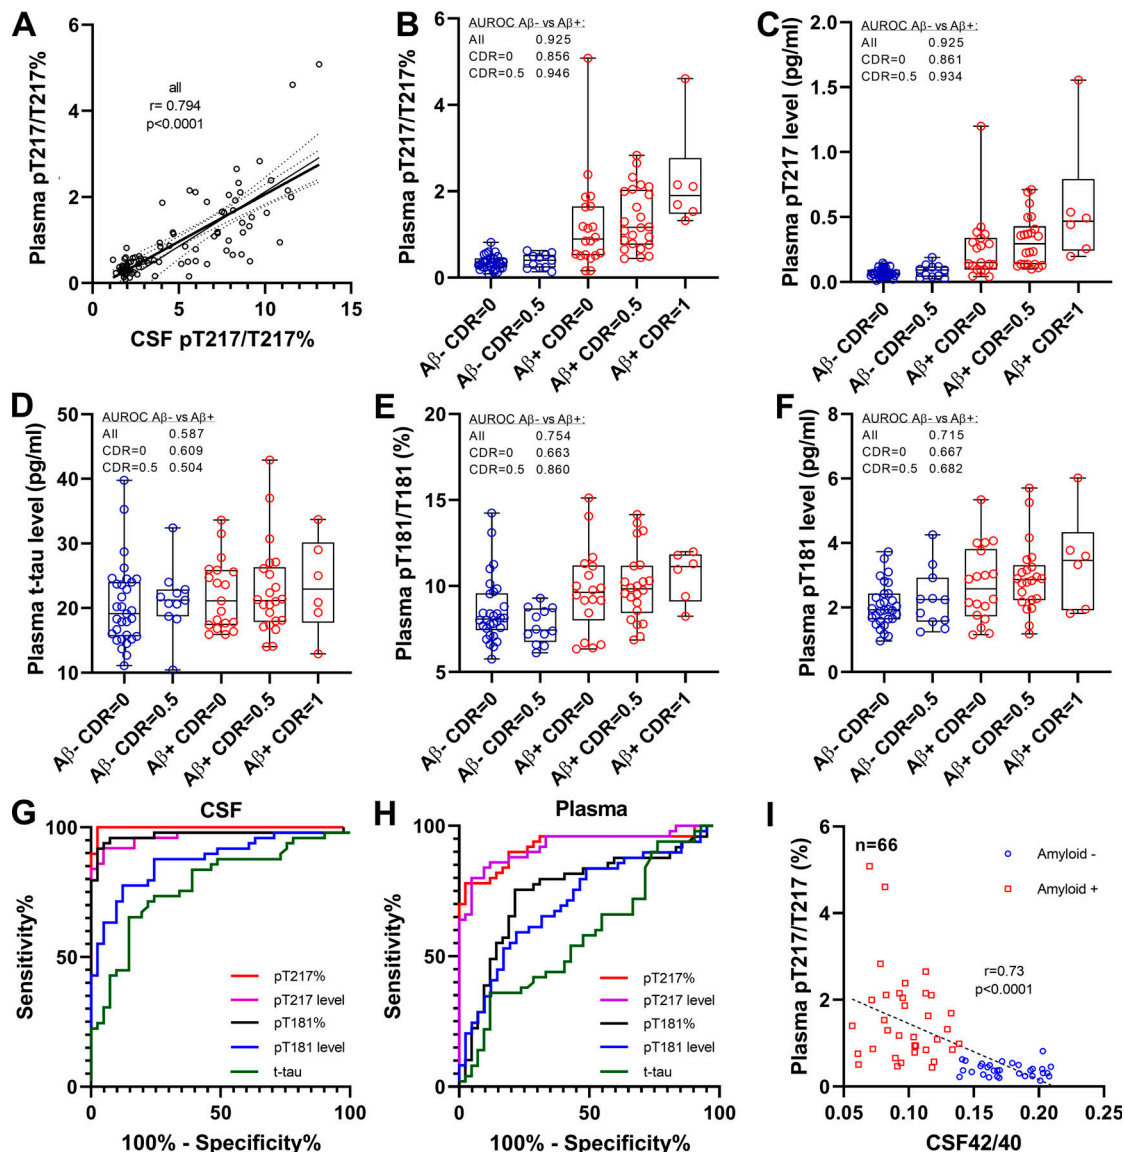 A
Plasma pT217/T217%
6
4
2
0
0
5
10
15
CSF pT217/T217%
all
r= 0.794
p<0.0001
B
Plasma pT217/T217%
6
4
2
0
AUROC Aβ- vs Aβ+:
All 0.925
CDR=0 0.856
CDR=0.5 0.946
Aβ- CDR=0
Aβ- CDR=0.5
Aβ+ CDR=0
Aβ+ CDR=0.5
Aβ+ CDR=1
C
Plasma pT217 level (pg/ml)
2.0
1.5
1.0
0.5
0.0
AUROC Aβ- vs Aβ+:
All 0.925
CDR=0 0.861
CDR=0.5 0.934
Aβ- CDR=0
Aβ- CDR=0.5
Aβ+ CDR=0
Aβ+ CDR=0.5
Aβ+ CDR=1
D
Plasma t-tau level (pg/ml)
50
40
30
20
10
AUROC Aβ- vs Aβ+
All 0.587
CDR=0 0.609
CDR=0.5 0.504
Aβ- CDR=0
Aβ- CDR=0.5
Aβ+ CDR=0
Aβ+ CDR=0.5
Aβ+ CDR=1
E
Plasma pT181/T181 (%)
20
15
10
5
AUROC Aβ- vs Aβ+:
All 0.754
CDR=0 0.663
CDR=0.5 0.860
Aβ- CDR=0
Aβ- CDR=0.5
Aβ+ CDR=0
Aβ+ CDR=0.5
Aβ+ CDR=1
F
Plasma pT181 level (pg/ml)
8
6
4
2
0
AUROC Aβ- vs Aβ+:
All 0.715
CDR=0 0.667
CDR=0.5 0.682
Aβ- CDR=0
Aβ- CDR=0.5
Aβ+ CDR=0
Aβ+ CDR=0.5
Aβ+ CDR=1
G
CSF
Sensitivity%
100
50
0
0
50
100
100% - Specificity%
pT217%
pT217 level
pT181%
pT181 level
t-tau
H
Plasma
Sensitivity%
100
90
80
70
60
50
40
30
20
10
0
0
50
100
100% - Specificity%
pT217%
pT217 level
pT181%
pT181 level
t-tau
I
Plasma pT217/T217 (%)
6
4
2
0
0.05
0.10
0.15
0.20
0.25
CSF42/40
n=66
Amyloid -
Amyloid +
r=0.73
p<0.0001